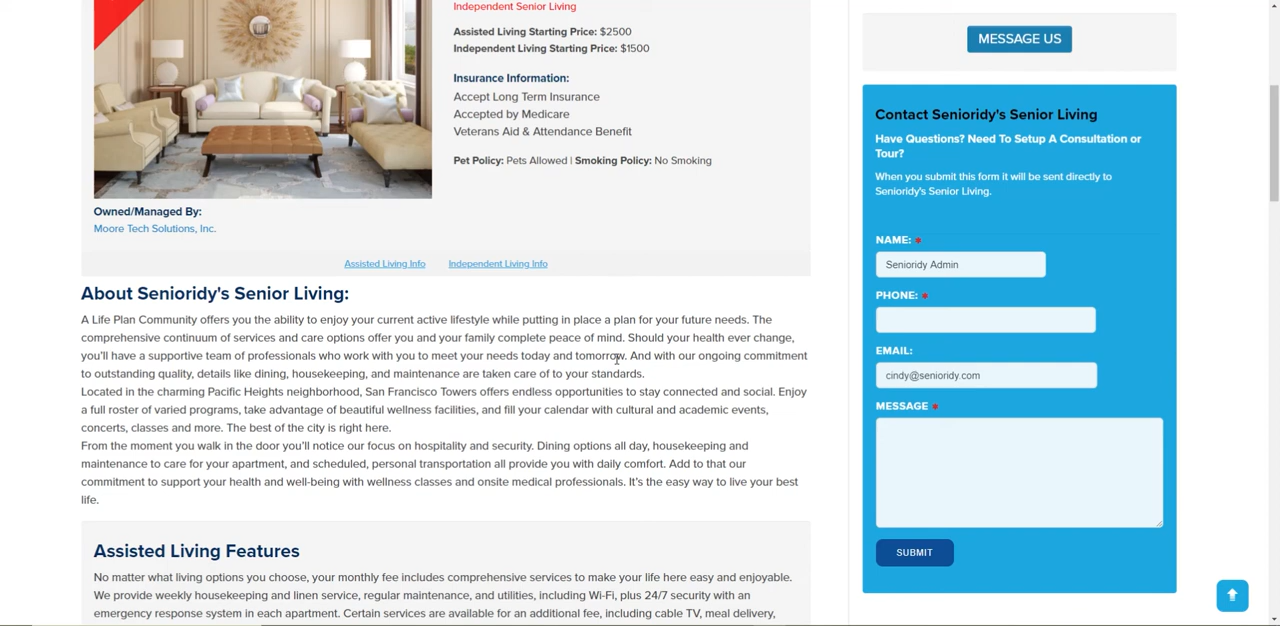 Independent Senior Living
Assisted Living Starting Price: $2500
Independent Living Starting Price: $1500
Insurance Information:
Accept Long Term Insurance
Accepted by Medicare
Veterans Aid & Attendance Benefit
Pet Policy: Pets Allowed | Smoking Policy: No Smoking
Owned/Managed By:
Moore Tech Solutions, Inc.
Assisted Living Info Independent Living Info
About Senioridy's Senior Living:
A Life Plan Community offers you the ability to enjoy your current active lifestyle while putting in place a plan for your future needs. The
comprehensive continuum of services and care options offer you and your family complete peace of mind. Should your health ever change,
you'll have a supportive team of professionals who work with you to meet your needs today and tomorrow. And with our ongoing commitment
to outstanding quality, details like dining, housekeeping, and maintenance are taken care of to your standards.
Located in the charming Pacific Heights neighborhood, San Francisco Towers offers endless opportunities to stay connected and social. Enjoy
a full roster of varied programs, take advantage of beautiful wellness facilities, and fill your calendar with cultural and academic events,
concerts, classes and more. The best of the city is right here.
From the moment you walk in the door you'll notice our focus on hospitality and security. Dining options all day, housekeeping and
maintenance to care for your apartment, and scheduled, personal transportation all provide you with daily comfort. Add to that our
commitment to support your health and well-being with wellness classes and onsite medical professionals. It's the easy way to live your best
life.
Assisted Living Features
No matter what living options you choose, your monthly fee includes comprehensive services to make your life here easy and enjoyable.
We provide weekly housekeeping and linen service, regular maintenance, and utilities, including Wi-Fi, plus 24/7 security with an
emergency response system in each apartment. Certain services are available for an additional fee, including cable TV, meal delivery,
MESSAGE US
Contact Senioridy's Senior Living
Have Questions? Need To Setup A Consultation or
Tour?
When you submit this form it will be sent directly to
Senioridy's Senior Living.
NAME: *
Senioridy Admin
PHONE: *
EMAIL:
cindy@senioridy.com
MESSAGE *
SUBMIT